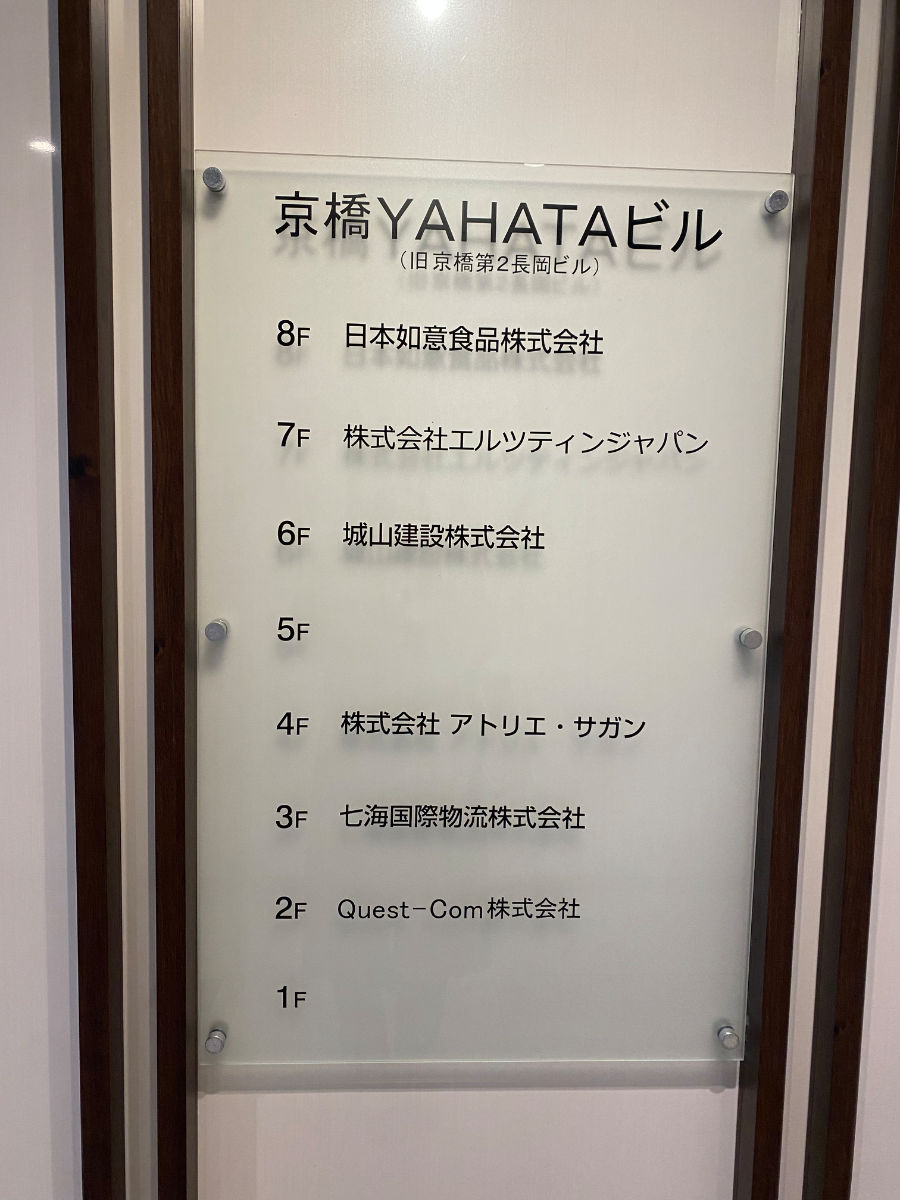 京橋YAHATAビル
（旧京橋第2長岡ビル）
8F 日本如意食品株式会社
7F 株式会社エルツティンジャパン
6F 城山建設株式会社
5F
4F 株式会社 アトリエ・サガン
3F 七海国際物流株式会社
2F Quest-Com株式会社
1F